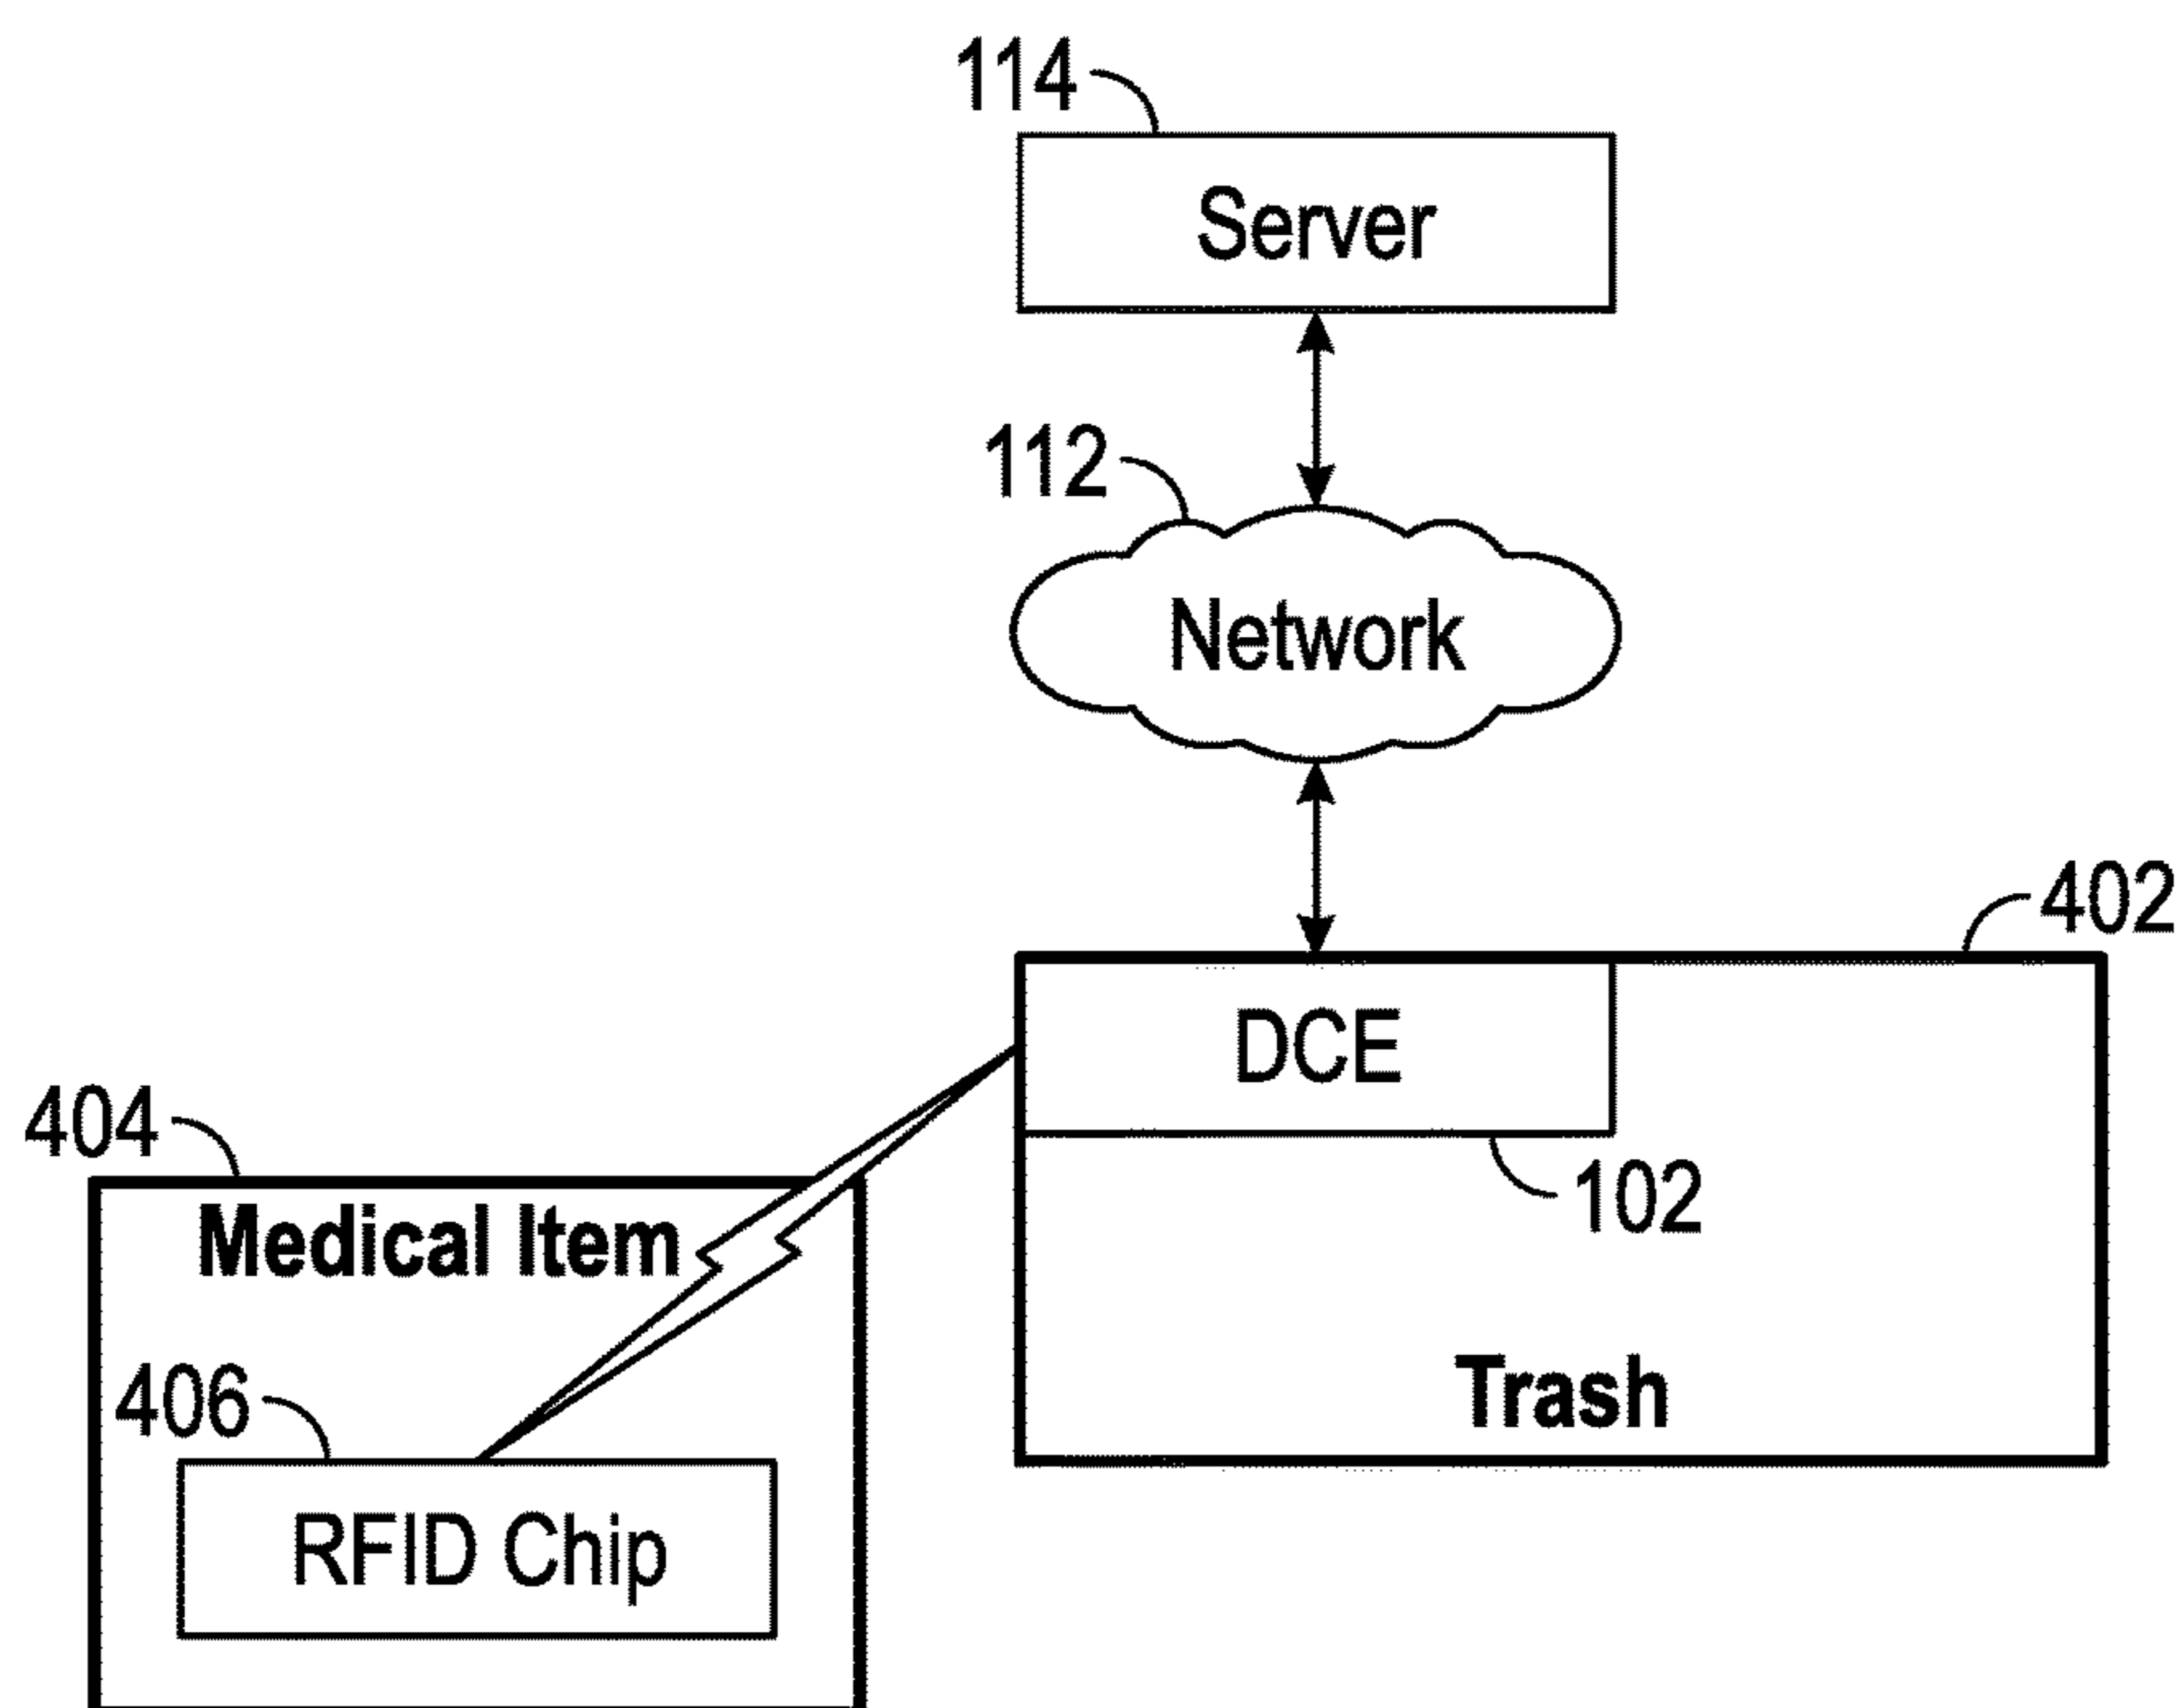 114
Server
112
Network
402
DCE
102
404
Medical Item
Trash
406
RFID Chip